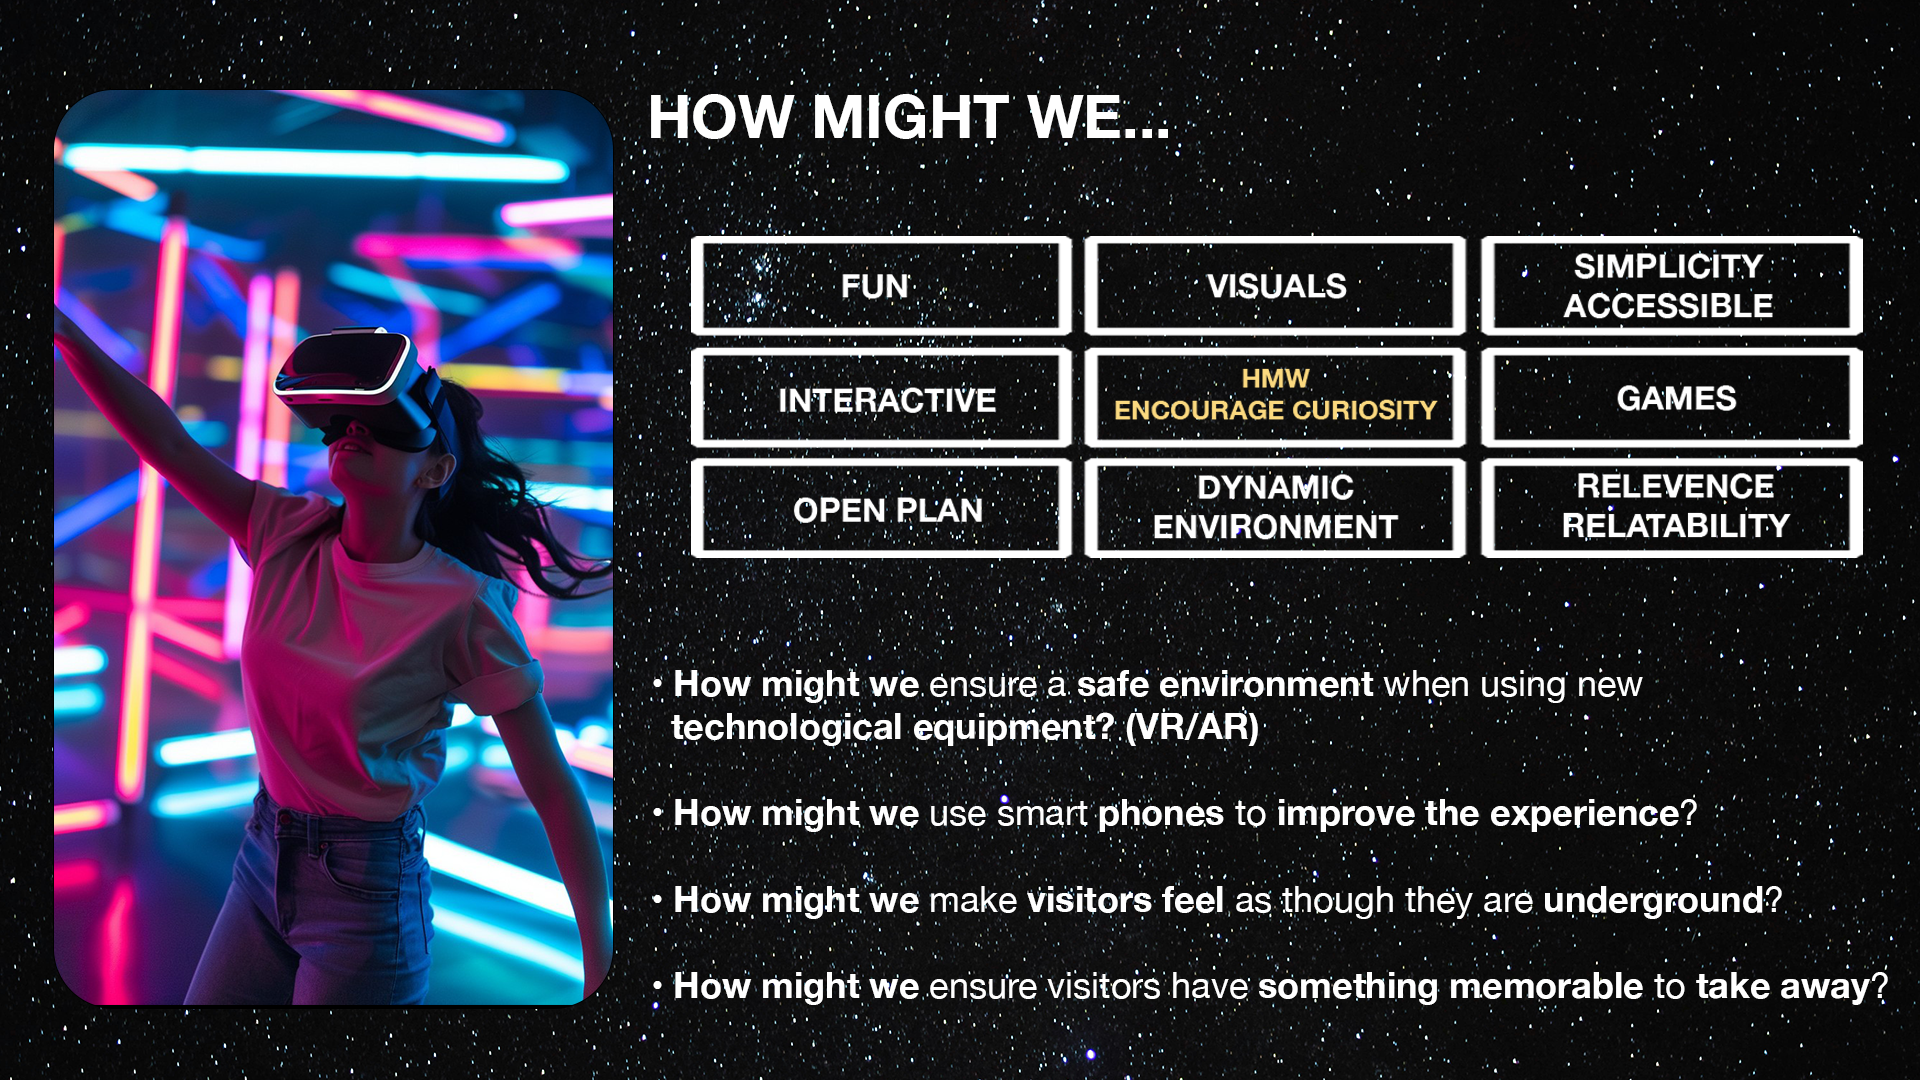 HOW MIGHT WE...
FUN
VISUALS
SIMPLICITY
ACCESSIBLE
INTERACTIVE
HMW
ENCOURAGE CURIOSITY
GAMES
OPEN PLAN
DYNAMIC
ENVIRONMENT
RELEVENCE
RELATABILITY
• How might we ensure a safe environment when using new
technological equipment? (VR/AR)
• How might we use smart phones to improve the experience?
• How might we make visitors feel as though they are underground?
• How might we ensure visitors have something memorable to take away?